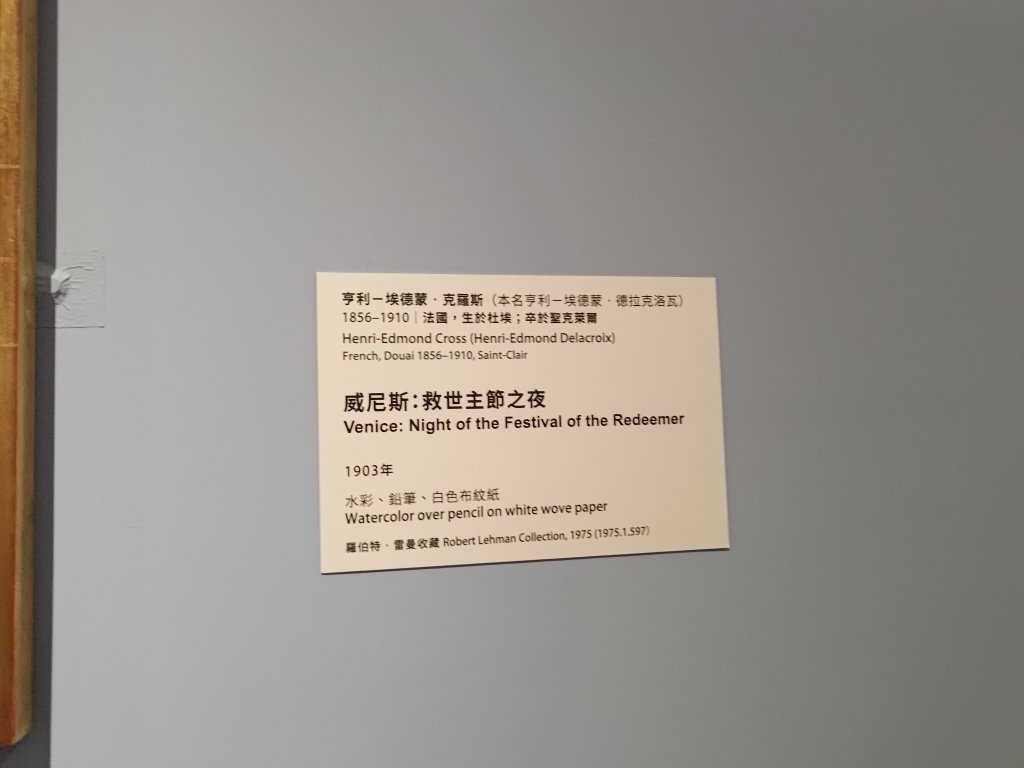 亨利－埃德蒙．克羅斯（本名亨利－埃德蒙．德拉克洛瓦）
1856–1910｜法國，生於杜埃；卒於聖克萊爾
Henri-Edmond Cross (Henri-Edmond Delacroix)
French, Douai 1856–1910, Saint-Clair
威尼斯：救世主節之夜
Venice: Night of the Festival of the Redeemer
1903年
水彩、鉛筆、白色布紋紙
Watercolor over pencil on white wove paper
羅伯特．雷曼收藏 Robert Lehman Collection, 1975 (1975.1.597)